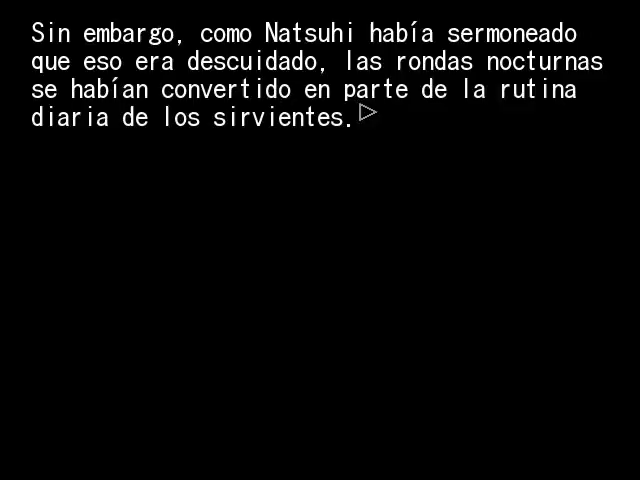 Sin embargo, como Natsuhi había sermoneado
que eso era descuidado, las rondas nocturnas
se habían convertido en parte de la rutina
diaria de los sirvientes.